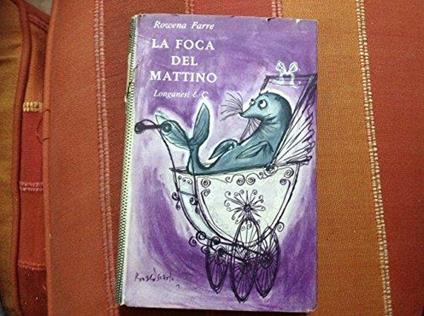 Rowena Farre
LA FOCA
DEL
MATTINO
Longanesi & C.